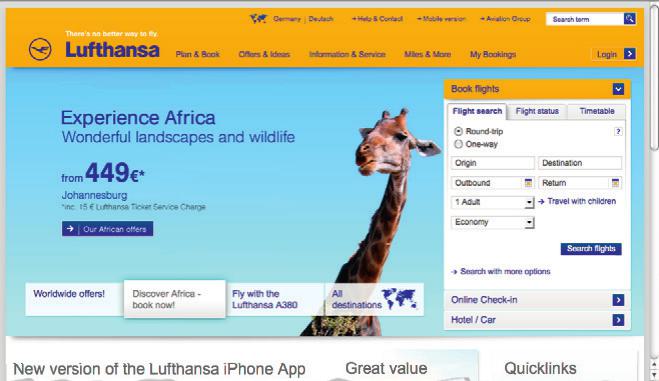 Germany | Deutsch
Help & Contact
Mobile version
Aviation Group
Search term
There's no better way to fly.
Lufthansa
Plan & Book
Offers & Ideas
Information & Service
Miles & More
My Bookings
Login
Experience Africa
Wonderful landscapes and wildlife
from 449€*
Johannesburg
*inc. 15 € Lufthansa Ticket Service Charge
Our African offers
Book flights
Flight search
Flight status
Timetable
Round-trip
?
One-way
Origin
Destination
Outbound
Return
1 Adult
Travel with children
Economy
Search flights
Search with more options
Online Check-in
Hotel / Car
Worldwide offers!
Discover Africa -
book now!
Fly with the
Lufthansa A380
All
destinations
New version of the Lufthansa iPhone App
Great value
Quicklinks